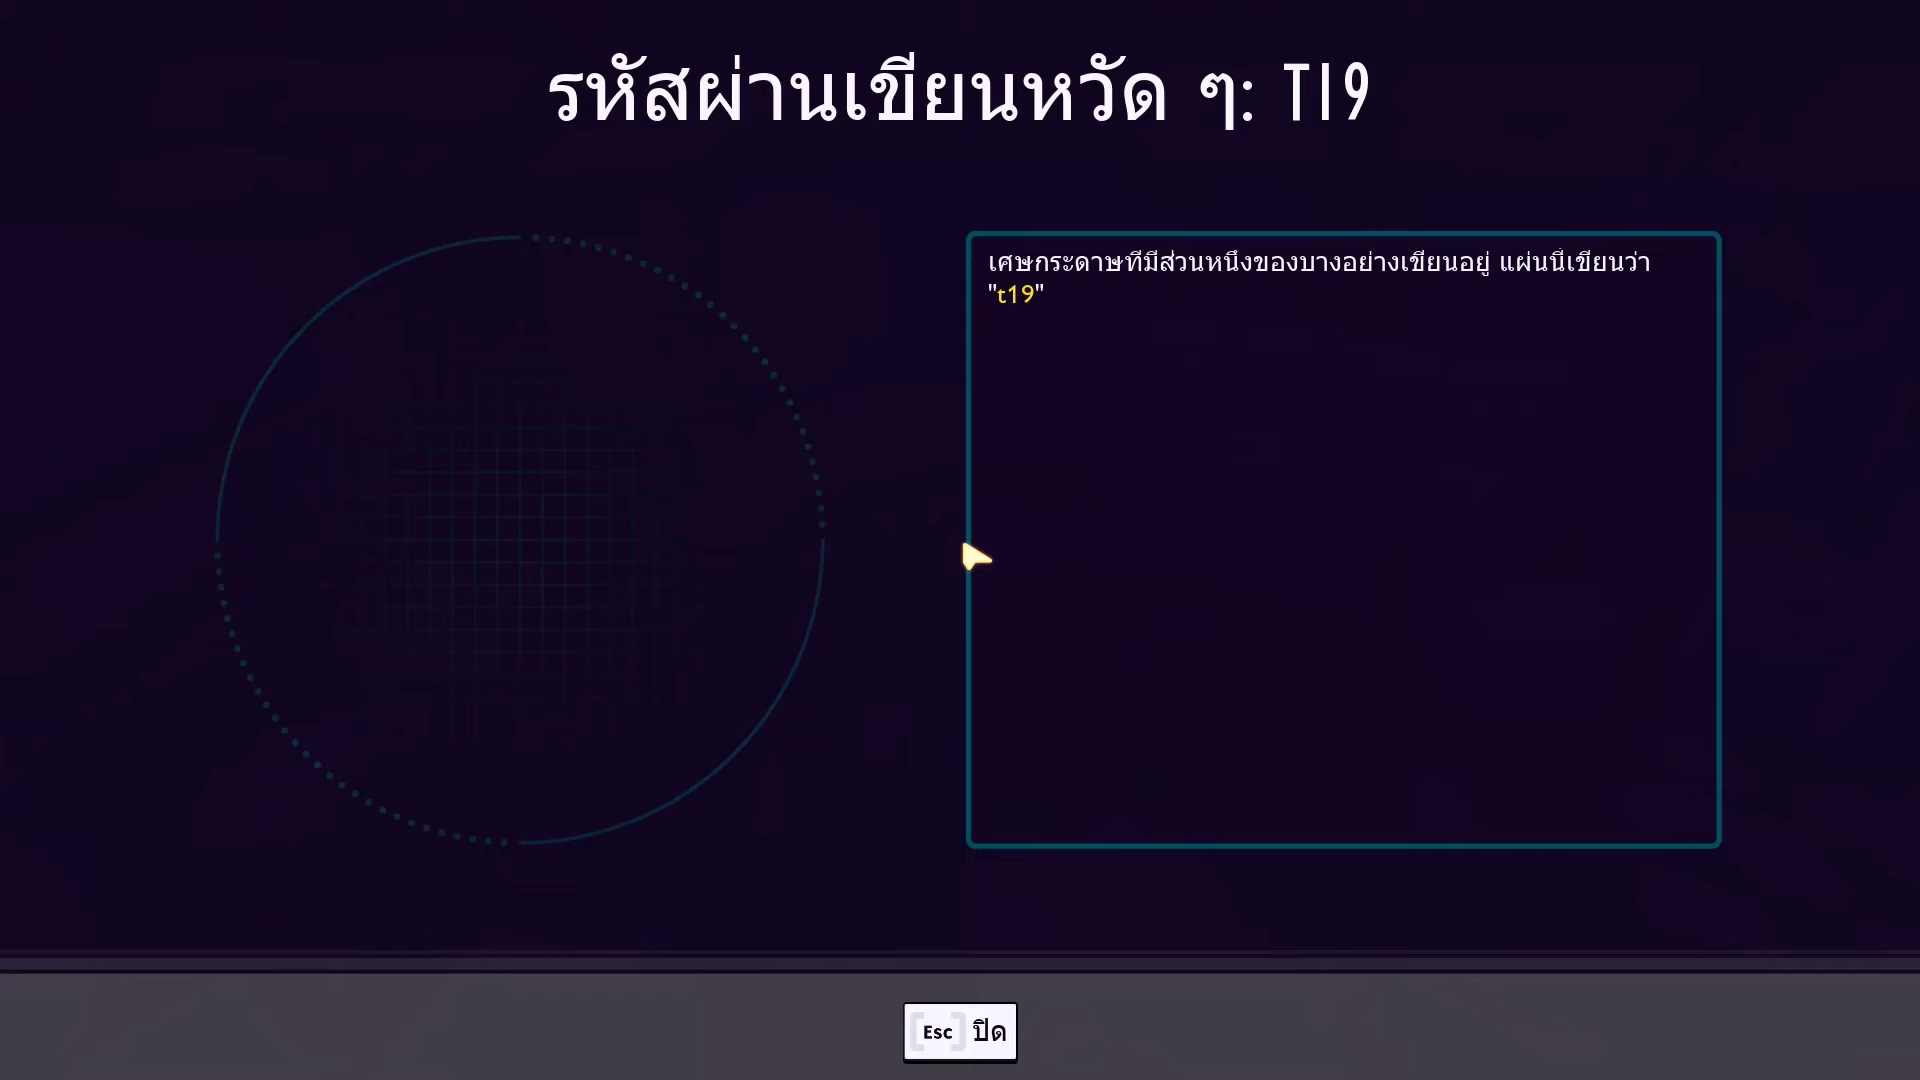 รหัสผ่านเขียนหวัด ๆ: T19
เศษกระดาษที่มีส่วนหนึ่งของบางอย่างเขียนอยู่ แผ่นนี้เขียนว่า
"t19"
Esc ปิด